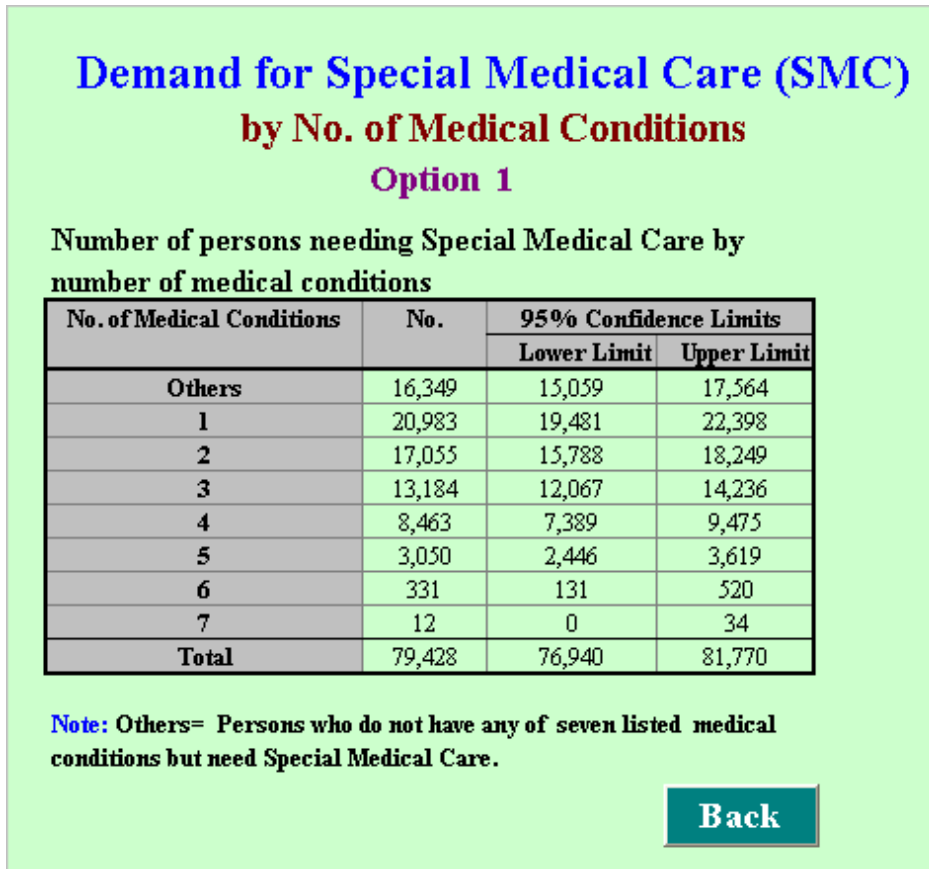 Demand for Special Medical Care (SMC)
by No. of Medical Conditions
Option 1
Number of persons needing Special Medical Care by
number of medical conditions
No. of Medical Conditions No. 95% Confidence Limits
Lower Limit Upper Limit
Others 16,349 15,059 17,564
1 20,983 19,481 22,398
2 17,055 15,788 18,249
3 13,184 12,067 14,236
4 8,463 7,389 9,475
5 3,050 2,446 3,619
6 331 131 520
7 12 0 34
Total 79,428 76,940 81,770
Note: Others= Persons who do not have any of seven listed medical
conditions but need Special Medical Care.
Back